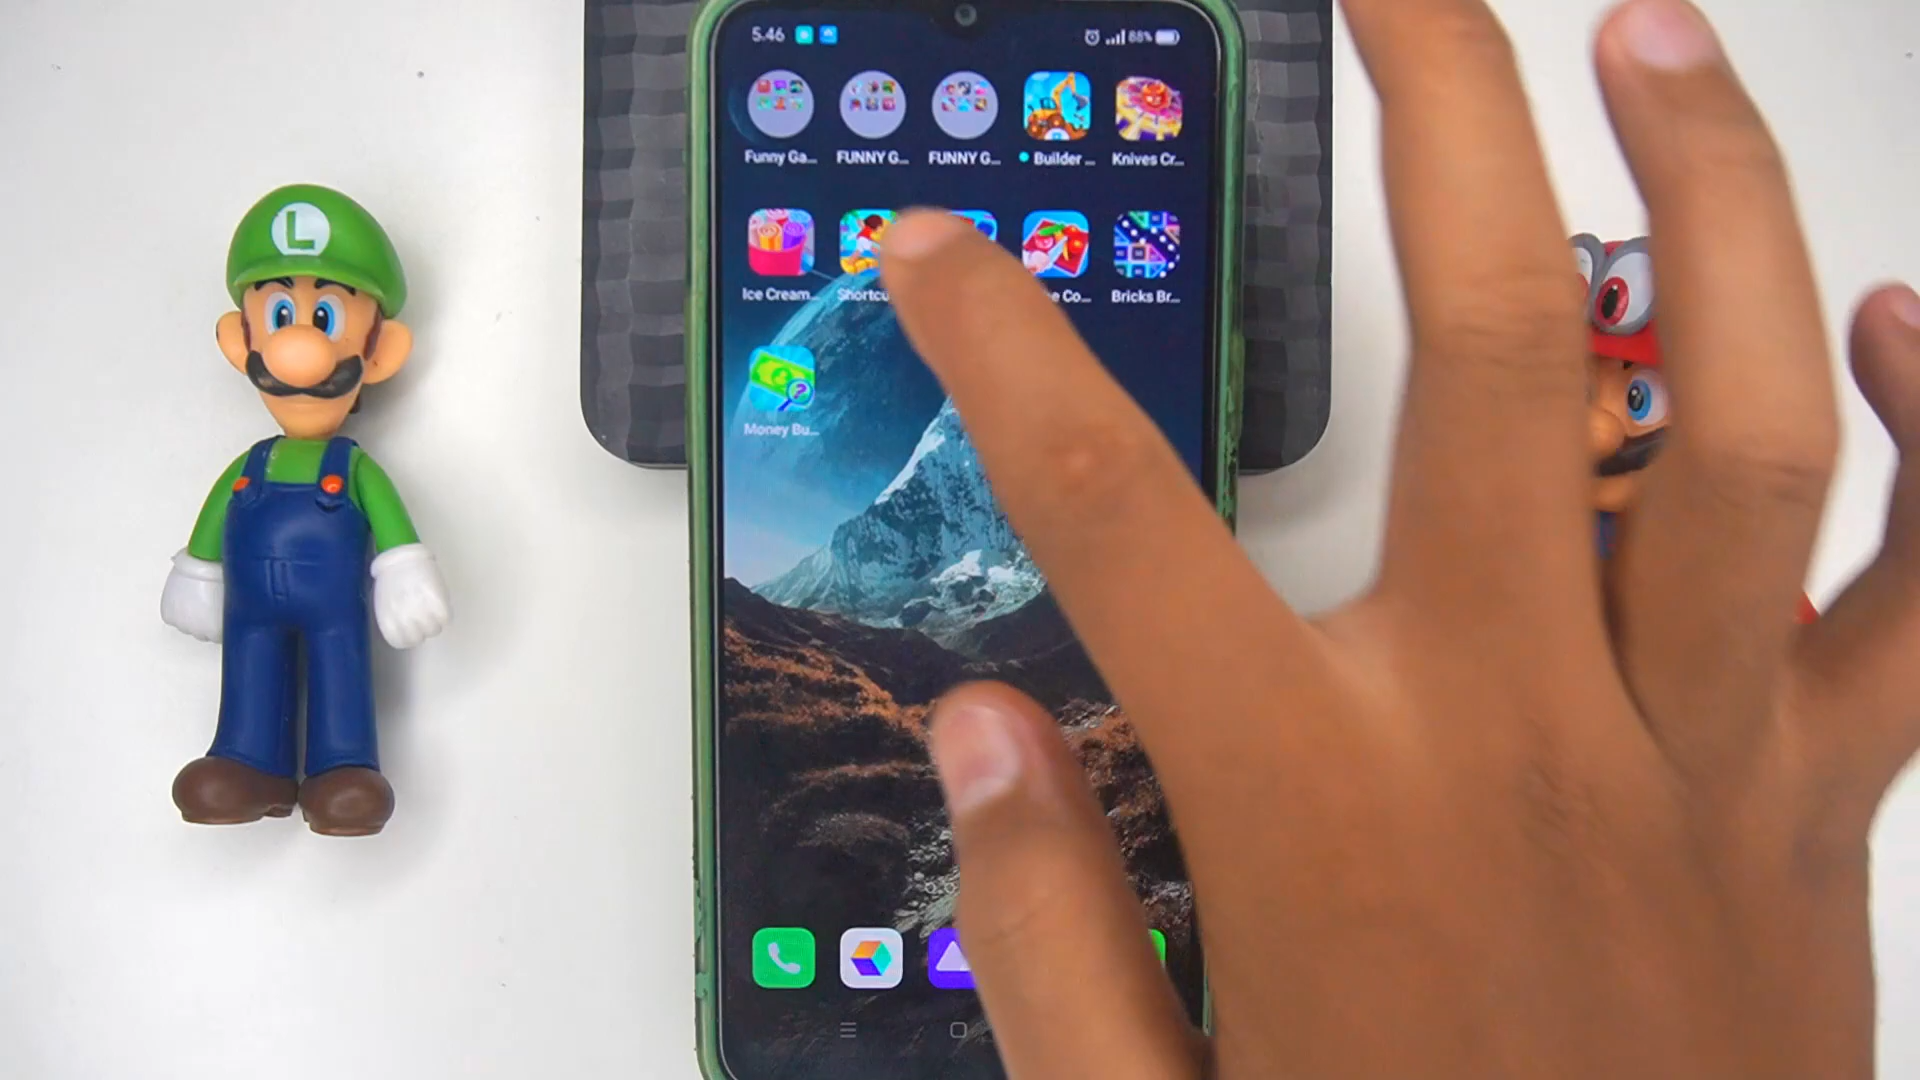 5.46 88%
Funny Ga... FUNNY G... FUNNY G... Builder ... Knives Cr...
Ice Cream... Shortcu e Co... Bricks Br...
Money Bu...
L